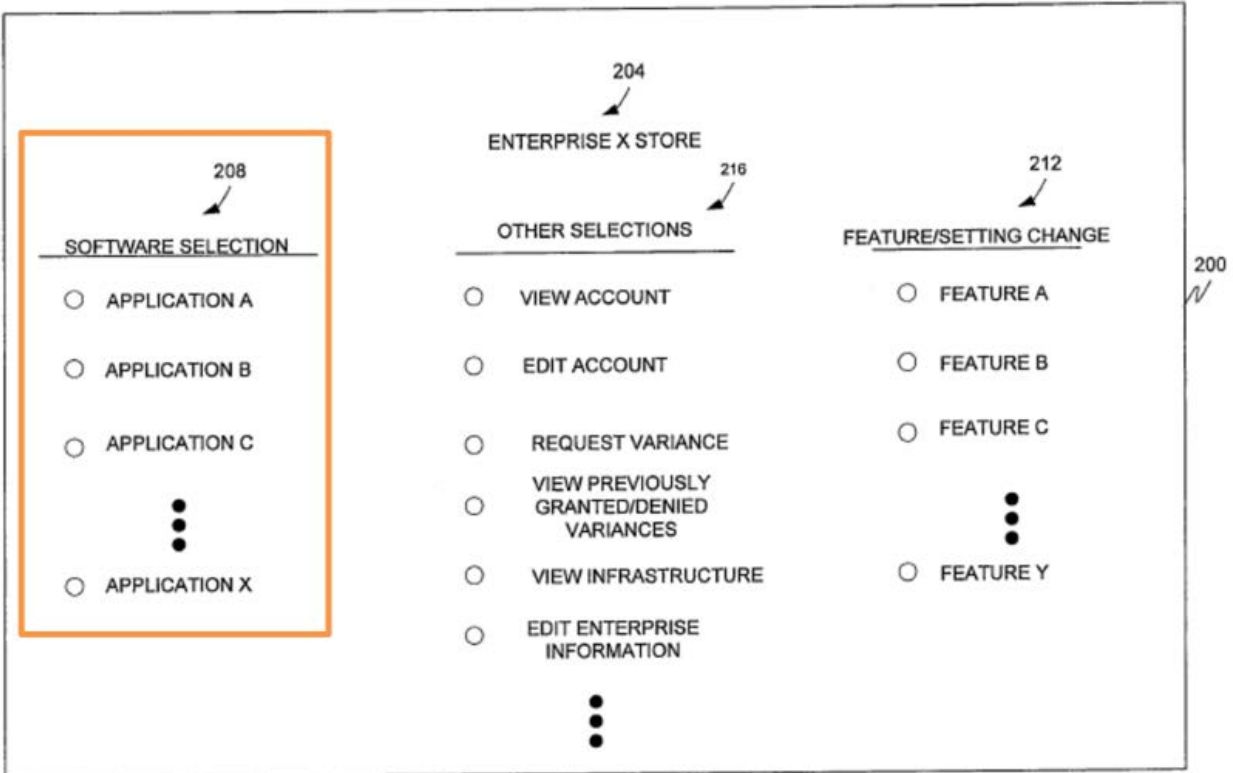 204
ENTERPRISE X STORE
208
SOFTWARE SELECTION
APPLICATION A
APPLICATION B
APPLICATION C
APPLICATION X
216
OTHER SELECTIONS
VIEW ACCOUNT
EDIT ACCOUNT
REQUEST VARIANCE
VIEW PREVIOUSLY
GRANTED/DENIED
VARIANCES
VIEW INFRASTRUCTURE
EDIT ENTERPRISE
INFORMATION
212
FEATURE/SETTING CHANGE
FEATURE A
FEATURE B
FEATURE C
FEATURE Y
200